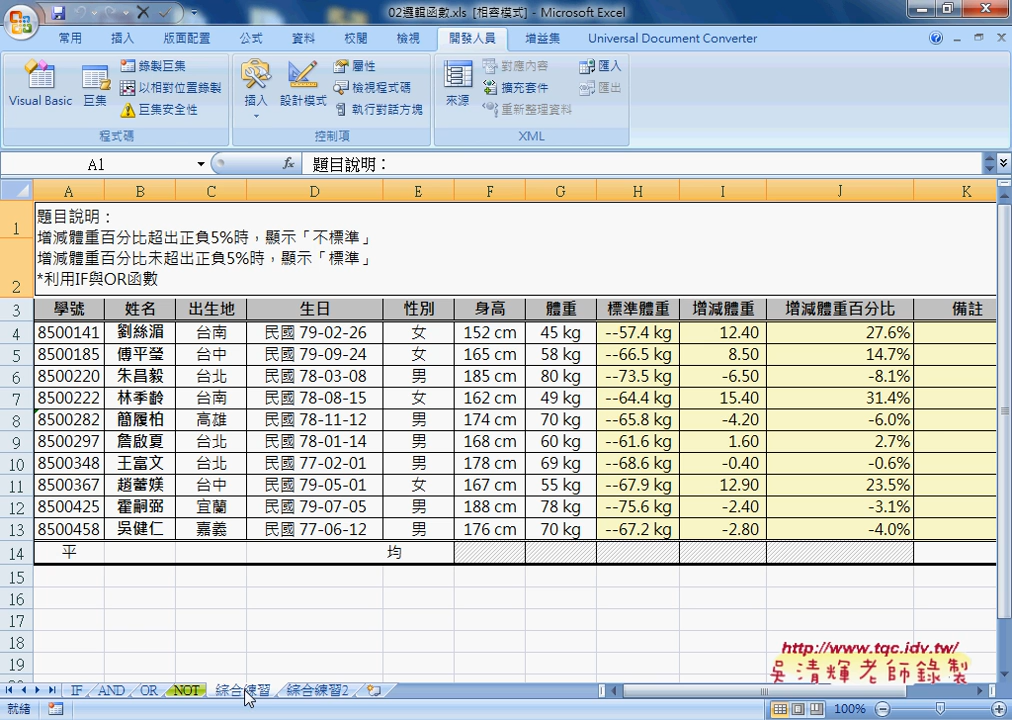 02邏輯函數.xls [相容模式] - Microsoft Excel
常用 插入 版面配置 公式 資料 校閱 檢視 開發人員 增益集 Universal Document Converter
Visual Basic 巨集 錄製巨集 以相對位置錄製 巨集安全性 程式碼
插入 設計模式 屬性 檢視程式碼 執行對話方塊 控制項
來源 對應內容 擴充套件 重新整理資料 匯入 匯出 XML
A1 fx 題目說明：
A B C D E F G H I J K
1 題目說明：
增減體重百分比超出正負5%時，顯示「不標準」
增減體重百分比未超出正負5%時，顯示「標準」
2 *利用IF與OR函數
3 學號 姓名 出生地 生日 性別 身高 體重 標準體重 增減體重 增減體重百分比 備註
4 8500141 劉絲湄 台南 民國 79-02-26 女 152 cm 45 kg --57.4 kg 12.40 27.6%
5 8500185 傅平瑩 台中 民國 79-09-24 女 165 cm 58 kg --66.5 kg 8.50 14.7%
6 8500220 朱昌毅 台北 民國 78-03-08 男 185 cm 80 kg --73.5 kg -6.50 -8.1%
7 8500222 林季齡 台南 民國 78-08-15 女 162 cm 49 kg --64.4 kg 15.40 31.4%
8 8500282 簡履柏 高雄 民國 78-11-12 男 174 cm 70 kg --65.8 kg -4.20 -6.0%
9 8500297 詹啟夏 台北 民國 78-01-14 男 168 cm 60 kg --61.6 kg 1.60 2.7%
10 8500348 王富文 台北 民國 77-02-01 男 178 cm 69 kg --68.6 kg -0.40 -0.6%
11 8500367 趙蕾媄 台中 民國 79-05-01 女 167 cm 55 kg --67.9 kg 12.90 23.5%
12 8500425 霍嗣弼 宜蘭 民國 79-07-05 男 188 cm 78 kg --75.6 kg -2.40 -3.1%
13 8500458 吳健仁 嘉義 民國 77-06-12 男 176 cm 70 kg --67.2 kg -2.80 -4.0%
14 平 均
15
16
17
18
19
http://www.tqc.idv.tw/
吳清輝老師錄製
IF AND OR NOT 綜合練習 綜合練習2
就緒 100%